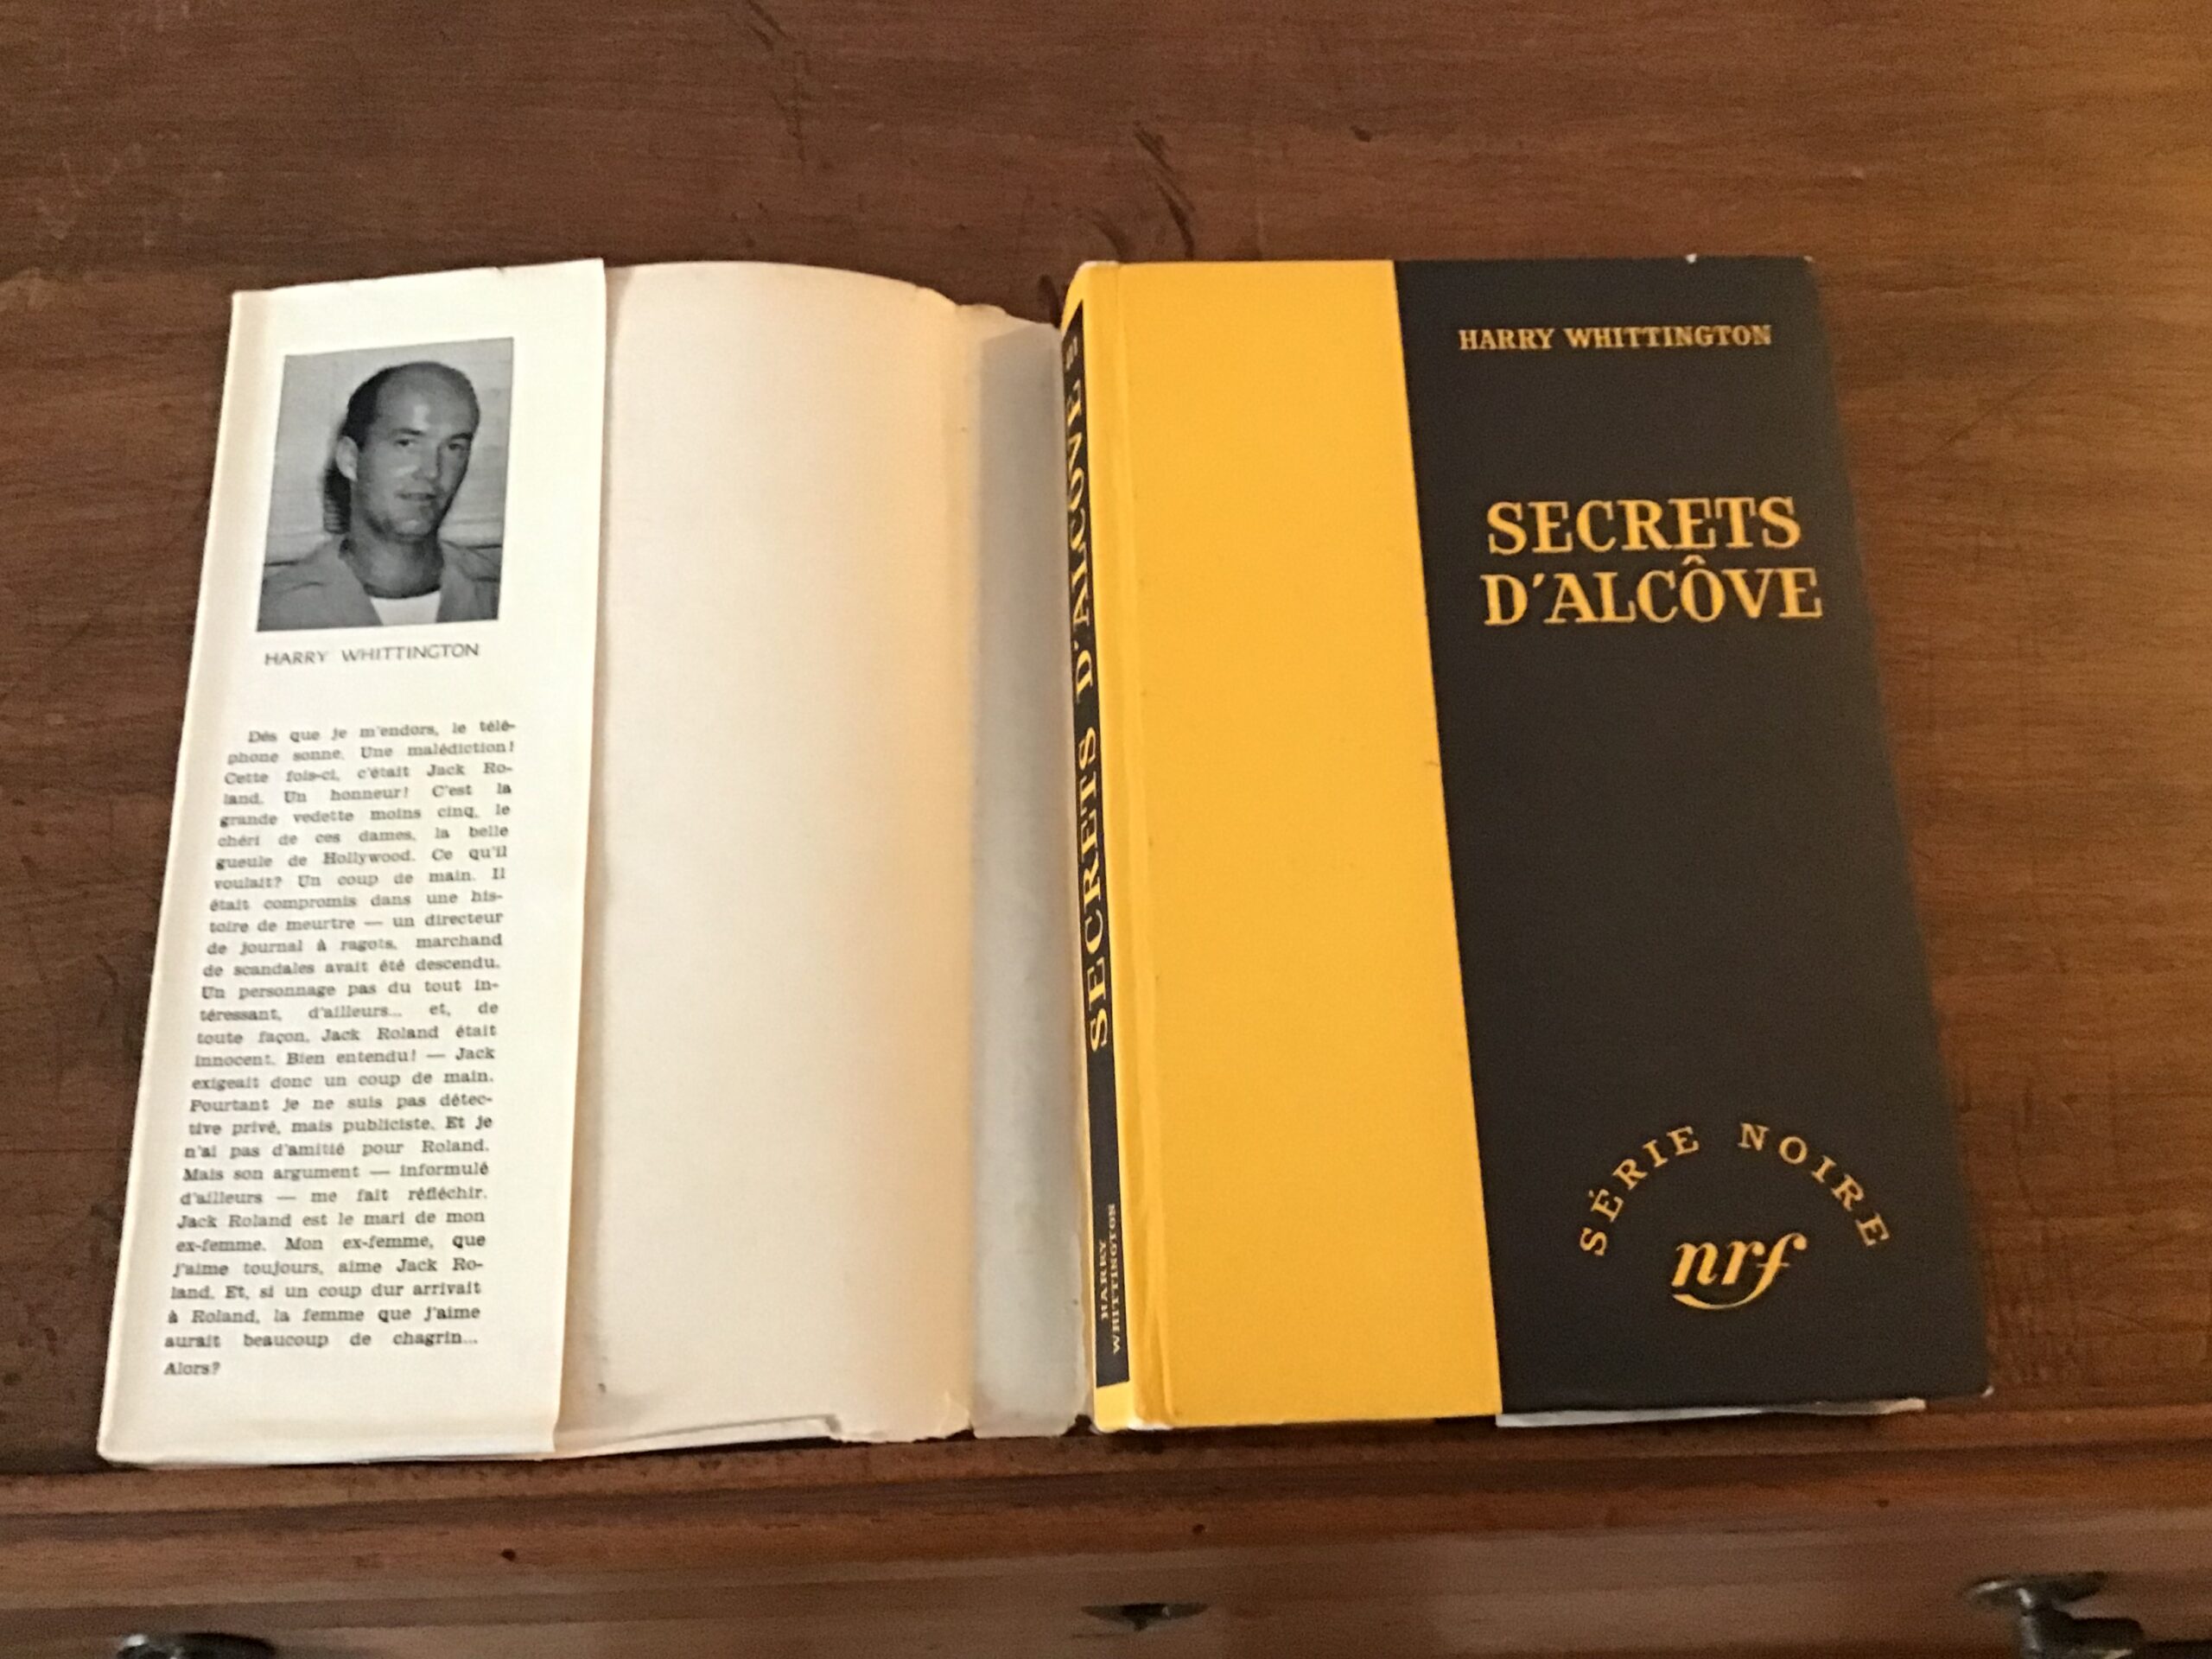 HARRY WHITTINGTON
Dès que je m'endors, le télé-
phone sonne. Une malédiction!
Cette fois-ci, c'était Jack Ro-
land. Un honneur! C'est la
grande vedette moins cinq, le
chéri de ces dames, la belle
gueule de Hollywood. Ce qu'il
voulait? Un coup de main. Il
était compromis dans une his-
toire de meurtre — un directeur
de journal à ragots, marchand
de scandales avait été descendu.
Un personnage pas du tout in-
téressant, d'ailleurs... et, de
toute façon, Jack Roland était
innocent. Bien entendu! — Jack
exigeait donc un coup de main.
Pourtant je ne suis pas détec-
tive privé, mais publiciste. Et je
n'ai pas d'amitié pour Roland.
Mais son argument — informulé
d'ailleurs — me fait réfléchir.
Jack Roland est le mari de mon
ex-femme. Mon ex-femme, que
j'aime toujours, aime Jack Ro-
land. Et, si un coup dur arrivait
à Roland, la femme que j'aime
aurait beaucoup de chagrin...
Alors?
SECRETS D'ALCÔVE
HARRY
WHITTINGTON
HARRY WHITTINGTON
SECRETS
D'ALCÔVE
SÉRIE NOIRE
nrf